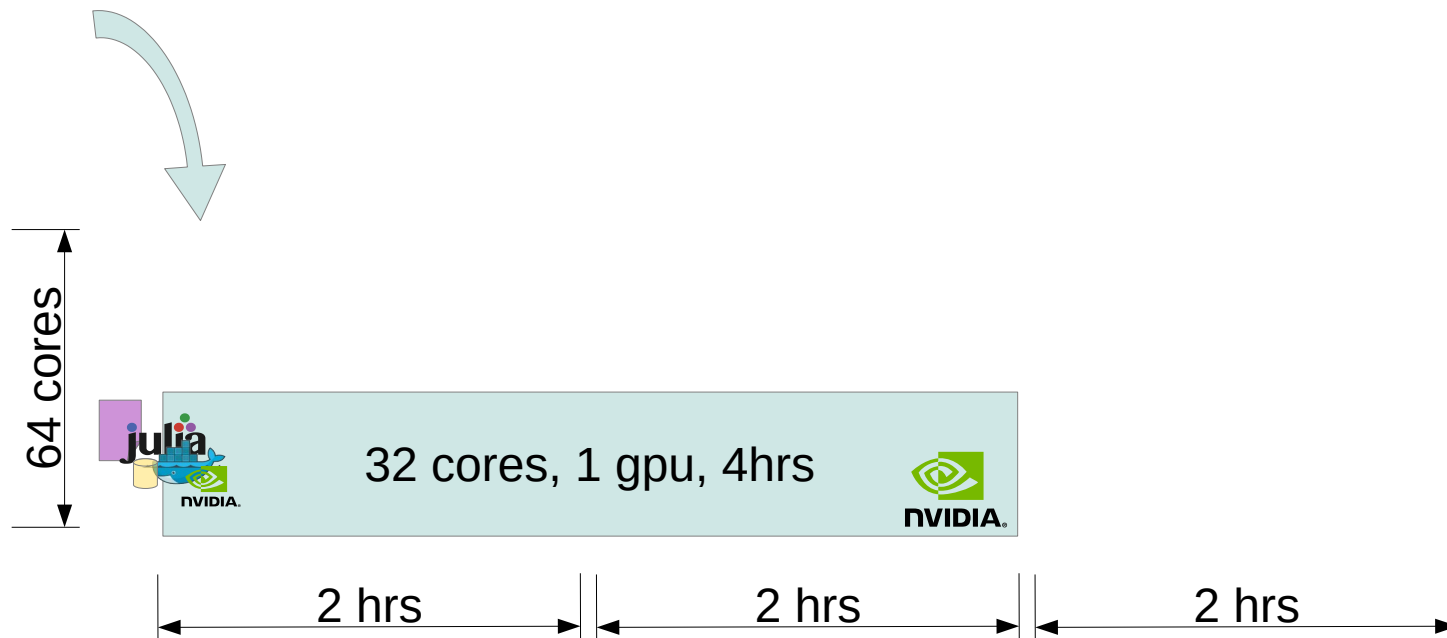 64 cores
julia
32 cores, 1 gpu, 4hrs
NVIDIA.
NVIDIA.
2 hrs
2 hrs
2 hrs